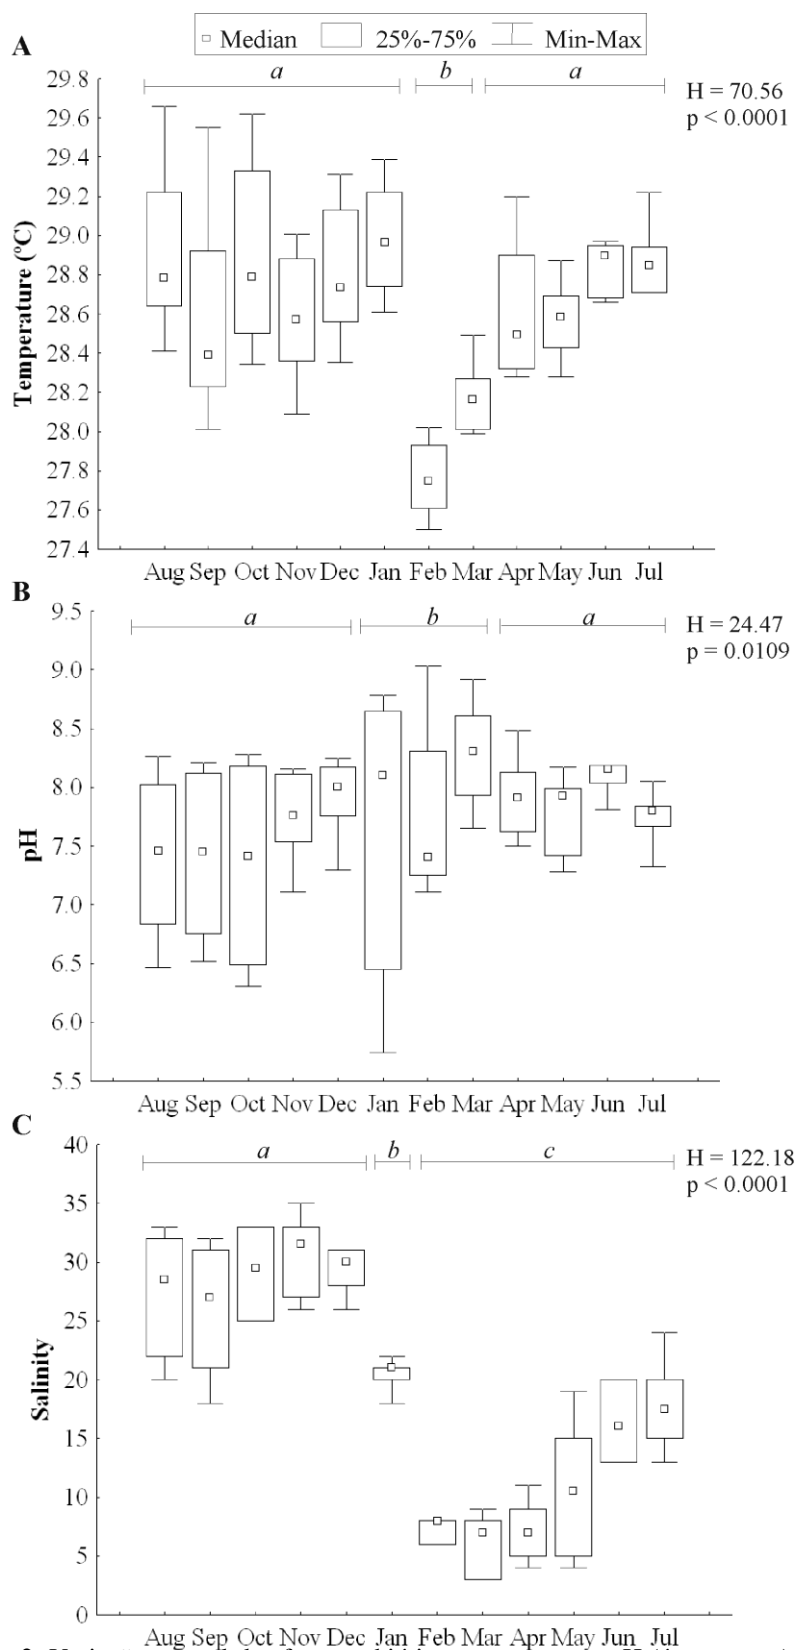 Median 25%-75% Min-Max
A
a b a
H = 70.56
p < 0.0001
Temperature (ºC)
29.8
29.6
29.4
29.2
29.0
28.8
28.6
28.4
28.2
28.0
27.8
27.6
27.4
Aug Sep Oct Nov Dec Jan Feb Mar Apr May Jun Jul
B
a b a
H = 24.47
p = 0.0109
pH
9.5
9.0
8.5
8.0
7.5
7.0
6.5
6.0
5.5
Aug Sep Oct Nov Dec Jan Feb Mar Apr May Jun Jul
C
a b c
H = 122.18
p < 0.0001
Salinity
40
35
30
25
20
15
10
5
0
Aug Sep Oct Nov Dec Jan Feb Mar Apr May Jun Jul